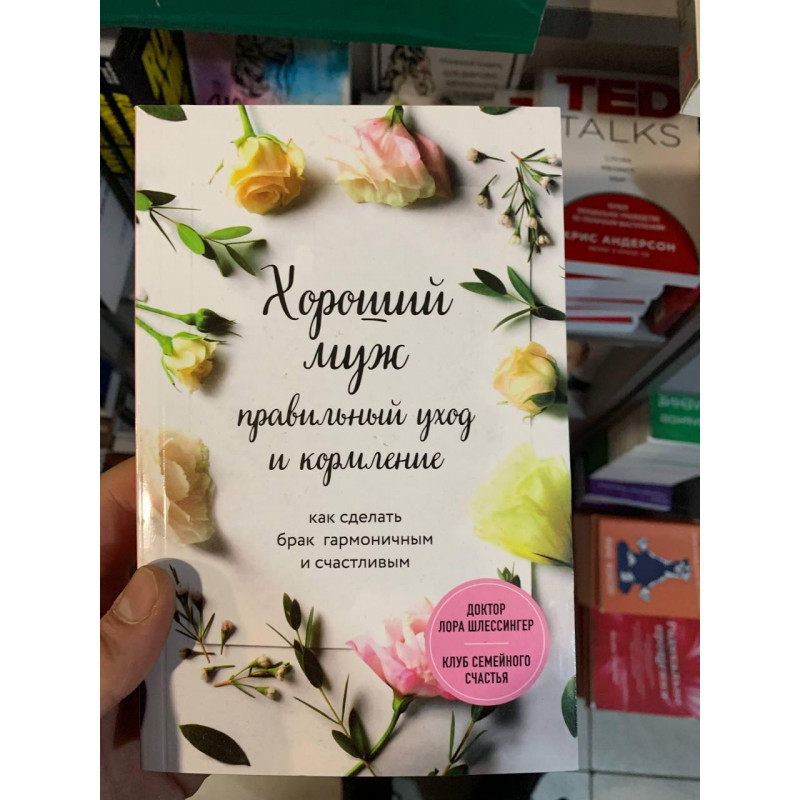 Хороший
муж
правильный уход
и кормление
как сделать
брак гармоничным
и счастливым
ДОКТОР
ЛОРА ШЛЕССИНГЕР
КЛУБ СЕМЕЙНОГО
СЧАСТЬЯ
TED
TALKS
КРИС АНДЕРСОН